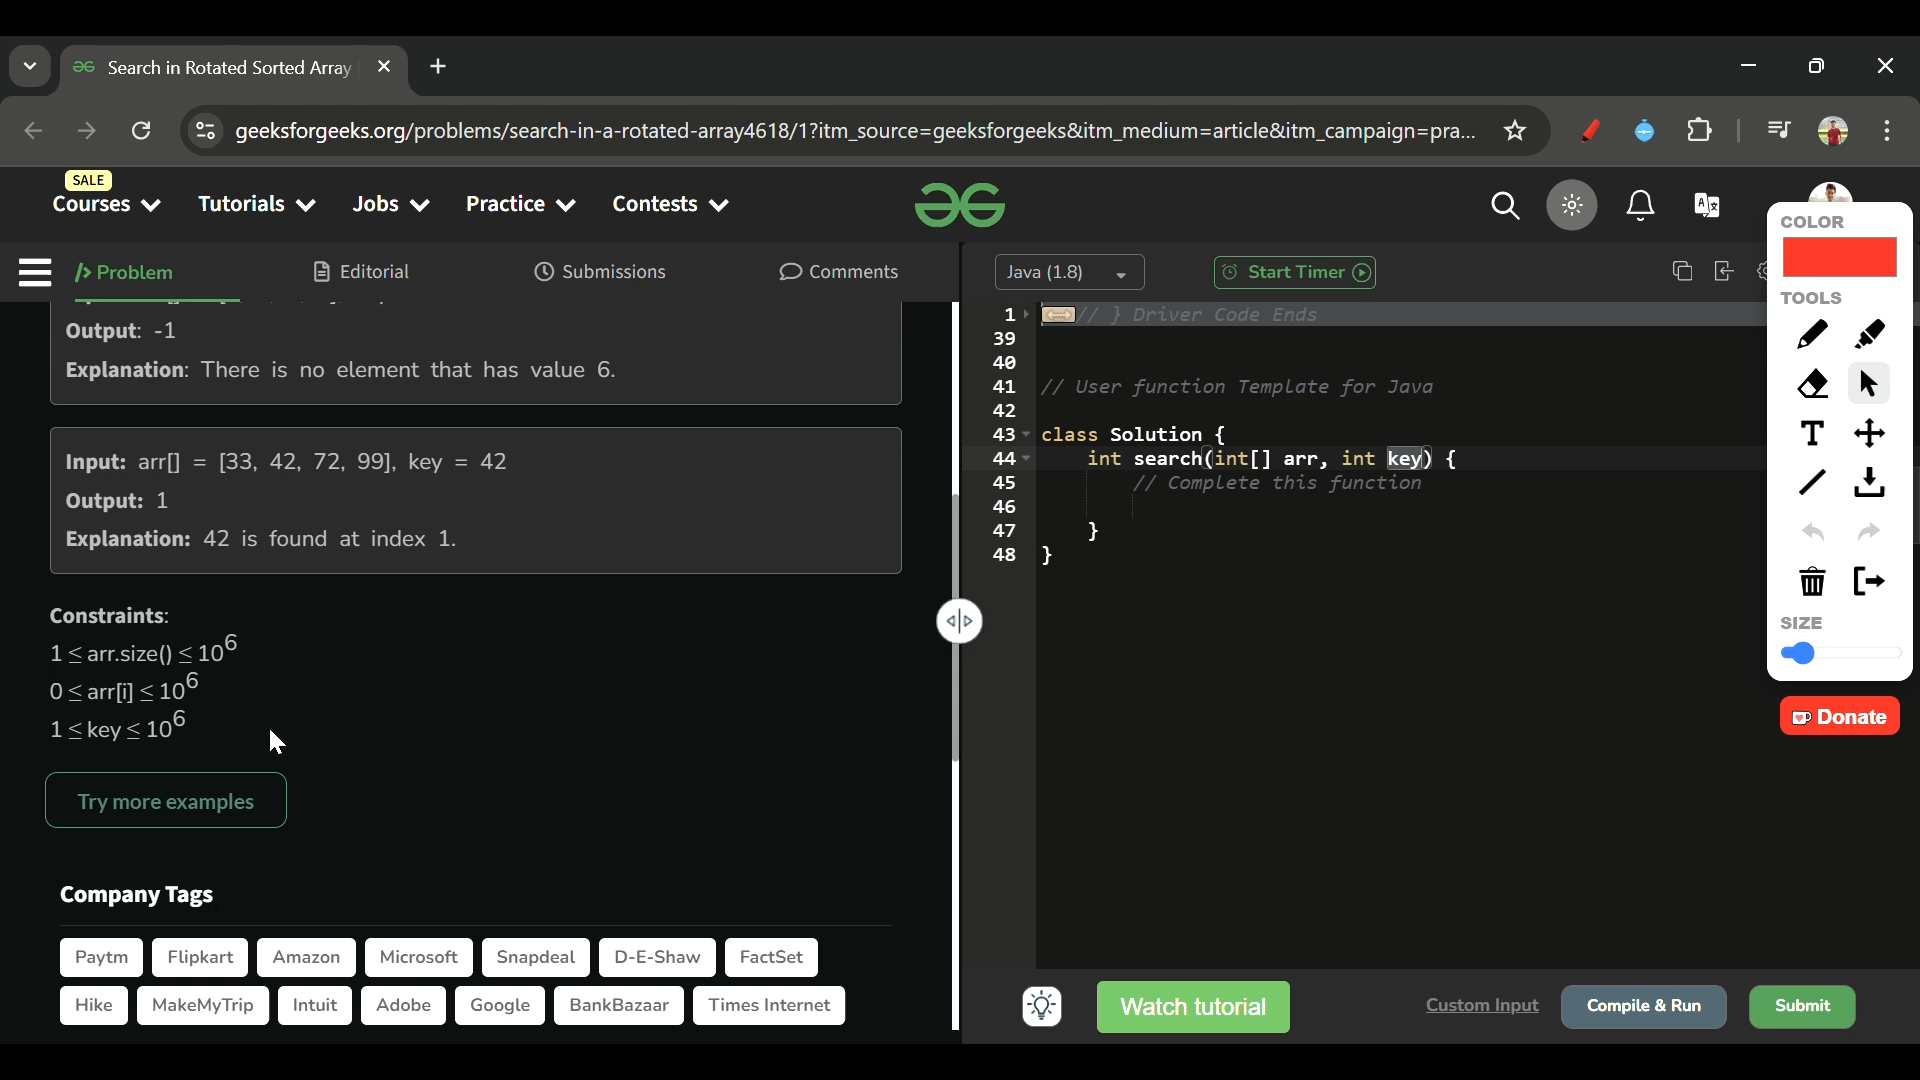 Search in Rotated Sorted Array
geeksforgeeks.org/problems/search-in-a-rotated-array4618/1?itm_source=geeksforgeeks&itm_medium=article&itm_campaign=pra...
SALE
Courses Tutorials Jobs Practice Contests
Problem Editorial Submissions Comments
Output: -1
Explanation: There is no element that has value 6.
Input: arr[] = [33, 42, 72, 99], key = 42
Output: 1
Explanation: 42 is found at index 1.
Constraints:
1 ≤ arr.size() ≤ 10^6
0 ≤ arr[i] ≤ 10^6
1 ≤ key ≤ 10^6
Try more examples
Company Tags
Paytm Flipkart Amazon Microsoft Snapdeal D-E-Shaw FactSet
Hike MakeMyTrip Intuit Adobe Google BankBazaar Times Internet
Java (1.8) Start Timer
1 // } Driver Code Ends
39
40
41 // User function Template for Java
42
43 class Solution {
44 int search(int[] arr, int key) {
45 // Complete this function
46
47 }
48 }
Watch tutorial Custom Input Compile & Run Submit
COLOR
TOOLS
T
SIZE
Donate